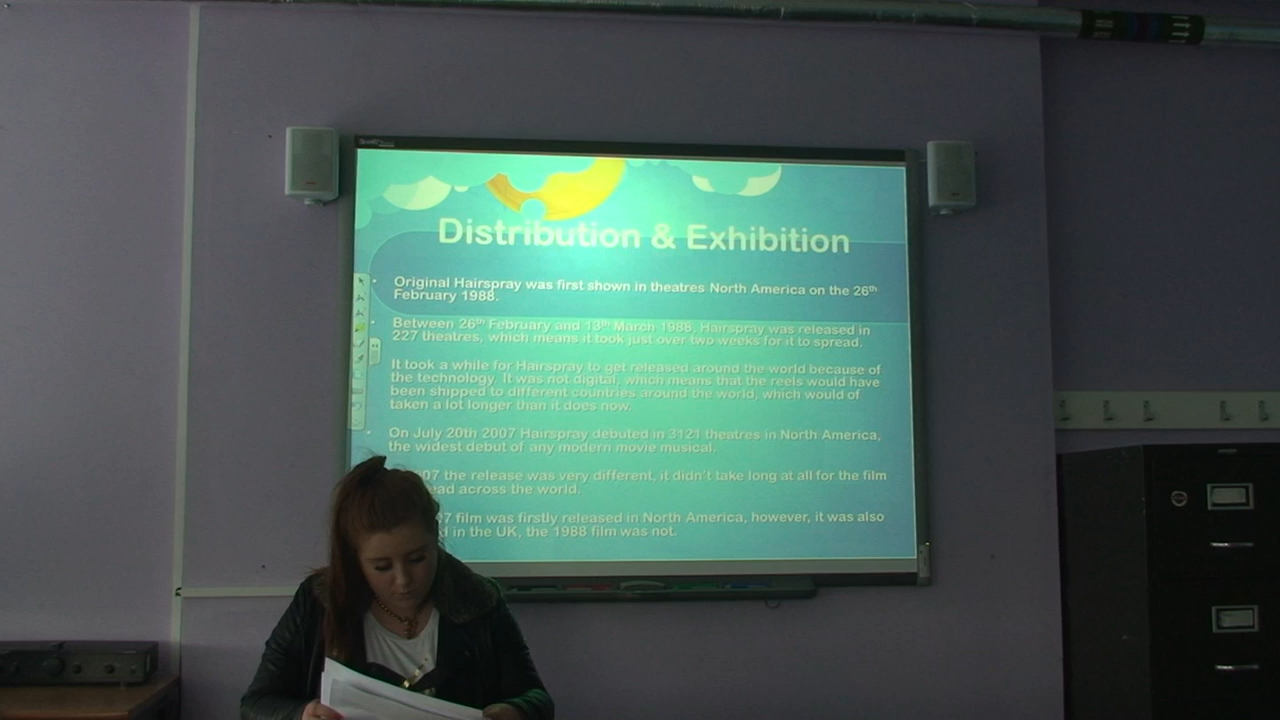 Distribution & Exhibition
Original Hairspray was first shown in theatres North America on the 26th
February 1988.
Between 26th February and 13th March 1988, Hairspray was released in
227 theatres, which means it took just over two weeks for it to spread.
It took a while for Hairspray to get released around the world because of
the technology. It was not digital, which means that the reels would have
been shipped to different countries around the world, which would of
taken a lot longer than it does now.
On July 20th 2007 Hairspray debuted in 3121 theatres in North America,
the widest debut of any modern movie musical.
07 the release was very different, it didn't take long at all for the film
ead across the world.
7 film was firstly released in North America, however, it was also
in the UK, the 1988 film was not.